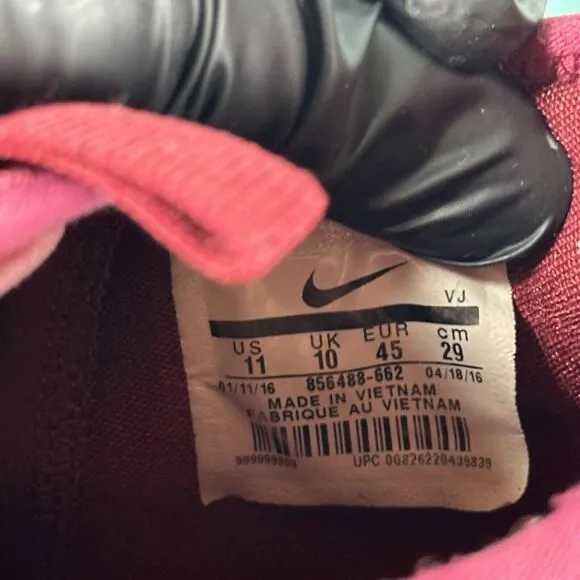 VJ
US UK EUR cm
11 10 45 29
01/11/16 856488-662 04/18/16
MADE IN VIETNAM
FABRIQUE AU VIETNAM
9999999999 UPC 00826220439839